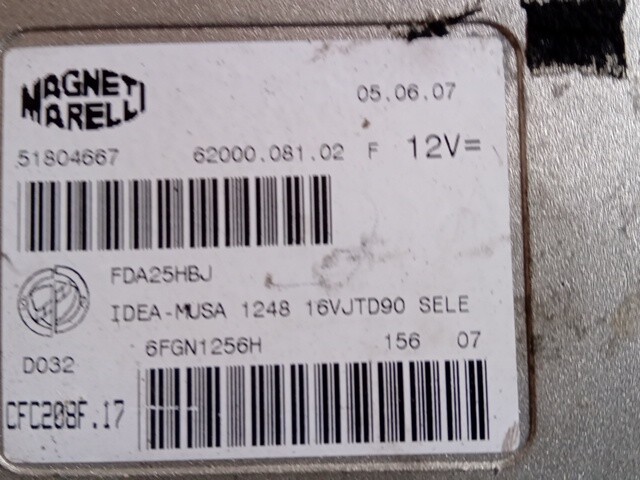 MAGNETI
MARELLI
05.06.07
51804667 62000.081.02 F 12V=
FDA25HBJ
IDEA-MUSA 1248 16VJTD90 SELE
6FGN1256H 156 07
D032
CFC208F.17